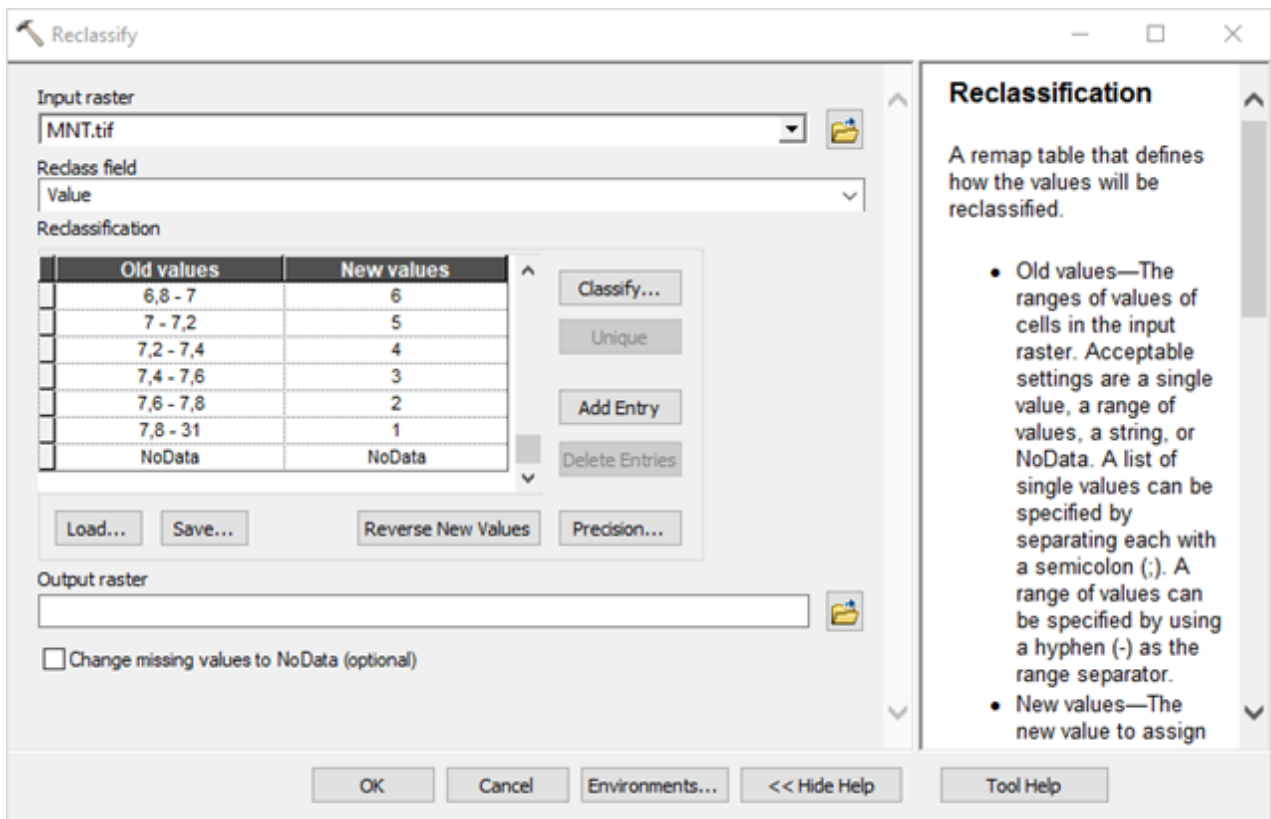 Reclassify
Input raster
MNT.tif
Reclass field
Value
Reclassification
Old values New values
6,8 - 7 6
7 - 7,2 5
7,2 - 7,4 4
7,4 - 7,6 3
7,6 - 7,8 2
7,8 - 31 1
NoData NoData
Classify...
Unique
Add Entry
Delete Entries
Load... Save... Reverse New Values Precision...
Output raster
Change missing values to NoData (optional)
OK Cancel Environments... << Hide Help Tool Help
Reclassification
A remap table that defines
how the values will be
reclassified.
• Old values—The
ranges of values of
cells in the input
raster. Acceptable
settings are a single
value, a range of
values, a string, or
NoData. A list of
single values can be
specified by
separating each with
a semicolon (;). A
range of values can
be specified by using
a hyphen (-) as the
range separator.
• New values—The
new value to assign